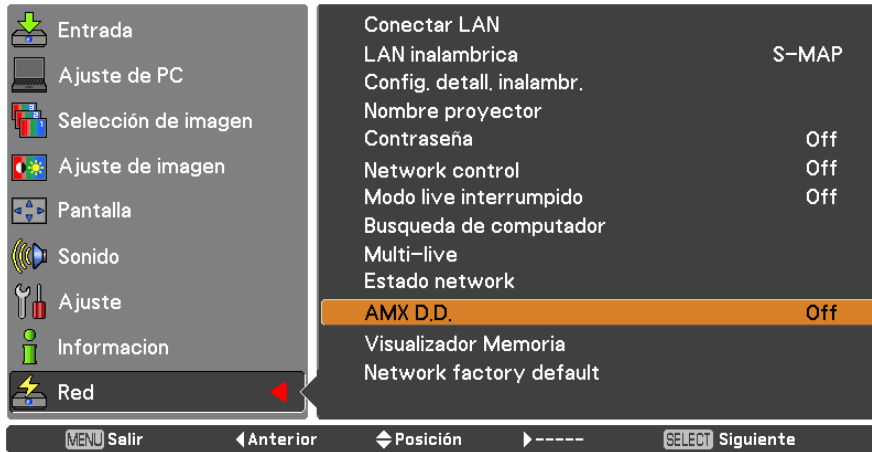 Entrada
Ajuste de PC
Selección de imagen
Ajuste de imagen
Pantalla
Sonido
Ajuste
Informacion
Red
Conectar LAN
LAN inalambrica S-MAP
Config. detall. inalambr.
Nombre proyector
Contraseña Off
Network control Off
Modo live interrumpido Off
Busqueda de computador
Multi-live
Estado network
AMX D.D. Off
Visualizador Memoria
Network factory default
MENU Salir Anterior Posición ----- SELECT Siguiente